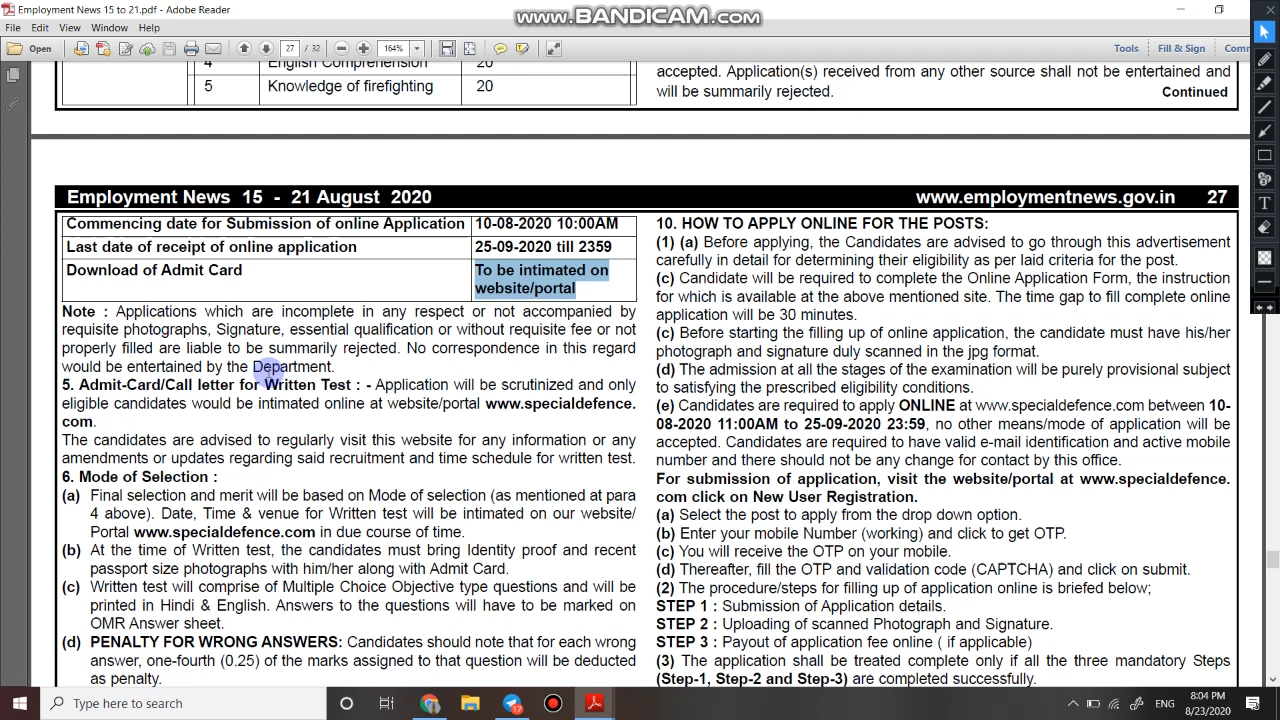 Employment News 15 to 21.pdf - Adobe Reader
www.BANDICAM.com
File Edit View Window Help
Open 27 / 32 164% Tools Fill & Sign
4 English Comprehension 20
5 Knowledge of firefighting 20
accepted. Application(s) received from any other source shall not be entertained and
will be summarily rejected. Continued
Employment News 15 - 21 August 2020 www.employmentnews.gov.in 27
Commencing date for Submission of online Application 10-08-2020 10:00AM
Last date of receipt of online application 25-09-2020 till 2359
Download of Admit Card To be intimated on
website/portal
Note : Applications which are incomplete in any respect or not accompanied by
requisite photographs, Signature, essential qualification or without requisite fee or not
properly filled are liable to be summarily rejected. No correspondence in this regard
would be entertained by the Department.
5. Admit-Card/Call letter for Written Test : - Application will be scrutinized and only
eligible candidates would be intimated online at website/portal www.specialdefence.
com.
The candidates are advised to regularly visit this website for any information or any
amendments or updates regarding said recruitment and time schedule for written test.
6. Mode of Selection :
(a) Final selection and merit will be based on Mode of selection (as mentioned at para
4 above). Date, Time & venue for Written test will be intimated on our website/
Portal www.specialdefence.com in due course of time.
(b) At the time of Written test, the candidates must bring Identity proof and recent
passport size photographs with him/her along with Admit Card.
(c) Written test will comprise of Multiple Choice Objective type questions and will be
printed in Hindi & English. Answers to the questions will have to be marked on
OMR Answer sheet.
(d) PENALTY FOR WRONG ANSWERS: Candidates should note that for each wrong
answer, one-fourth (0.25) of the marks assigned to that question will be deducted
as penalty.
10. HOW TO APPLY ONLINE FOR THE POSTS:
(1) (a) Before applying, the Candidates are advised to go through this advertisement
carefully in detail for determining their eligibility as per laid criteria for the post.
(c) Candidate will be required to complete the Online Application Form, the instruction
for which is available at the above mentioned site. The time gap to fill complete online
application will be 30 minutes.
(c) Before starting the filling up of online application, the candidate must have his/her
photograph and signature duly scanned in the jpg format.
(d) The admission at all the stages of the examination will be purely provisional subject
to satisfying the prescribed eligibility conditions.
(e) Candidates are required to apply ONLINE at www.specialdefence.com between 10-
08-2020 11:00AM to 25-09-2020 23:59, no other means/mode of application will be
accepted. Candidates are required to have valid e-mail identification and active mobile
number and there should not be any change for contact by this office.
For submission of application, visit the website/portal at www.specialdefence.
com click on New User Registration.
(a) Select the post to apply from the drop down option.
(b) Enter your mobile Number (working) and click to get OTP.
(c) You will receive the OTP on your mobile.
(d) Thereafter, fill the OTP and validation code (CAPTCHA) and click on submit.
(2) The procedure/steps for filling up of application online is briefed below;
STEP 1 : Submission of Application details.
STEP 2 : Uploading of scanned Photograph and Signature.
STEP 3 : Payout of application fee online ( if applicable)
(3) The application shall be treated complete only if all the three mandatory Steps
(Step-1, Step-2 and Step-3) are completed successfully.
Type here to search
17
ENG
8:04 PM
8/23/2020